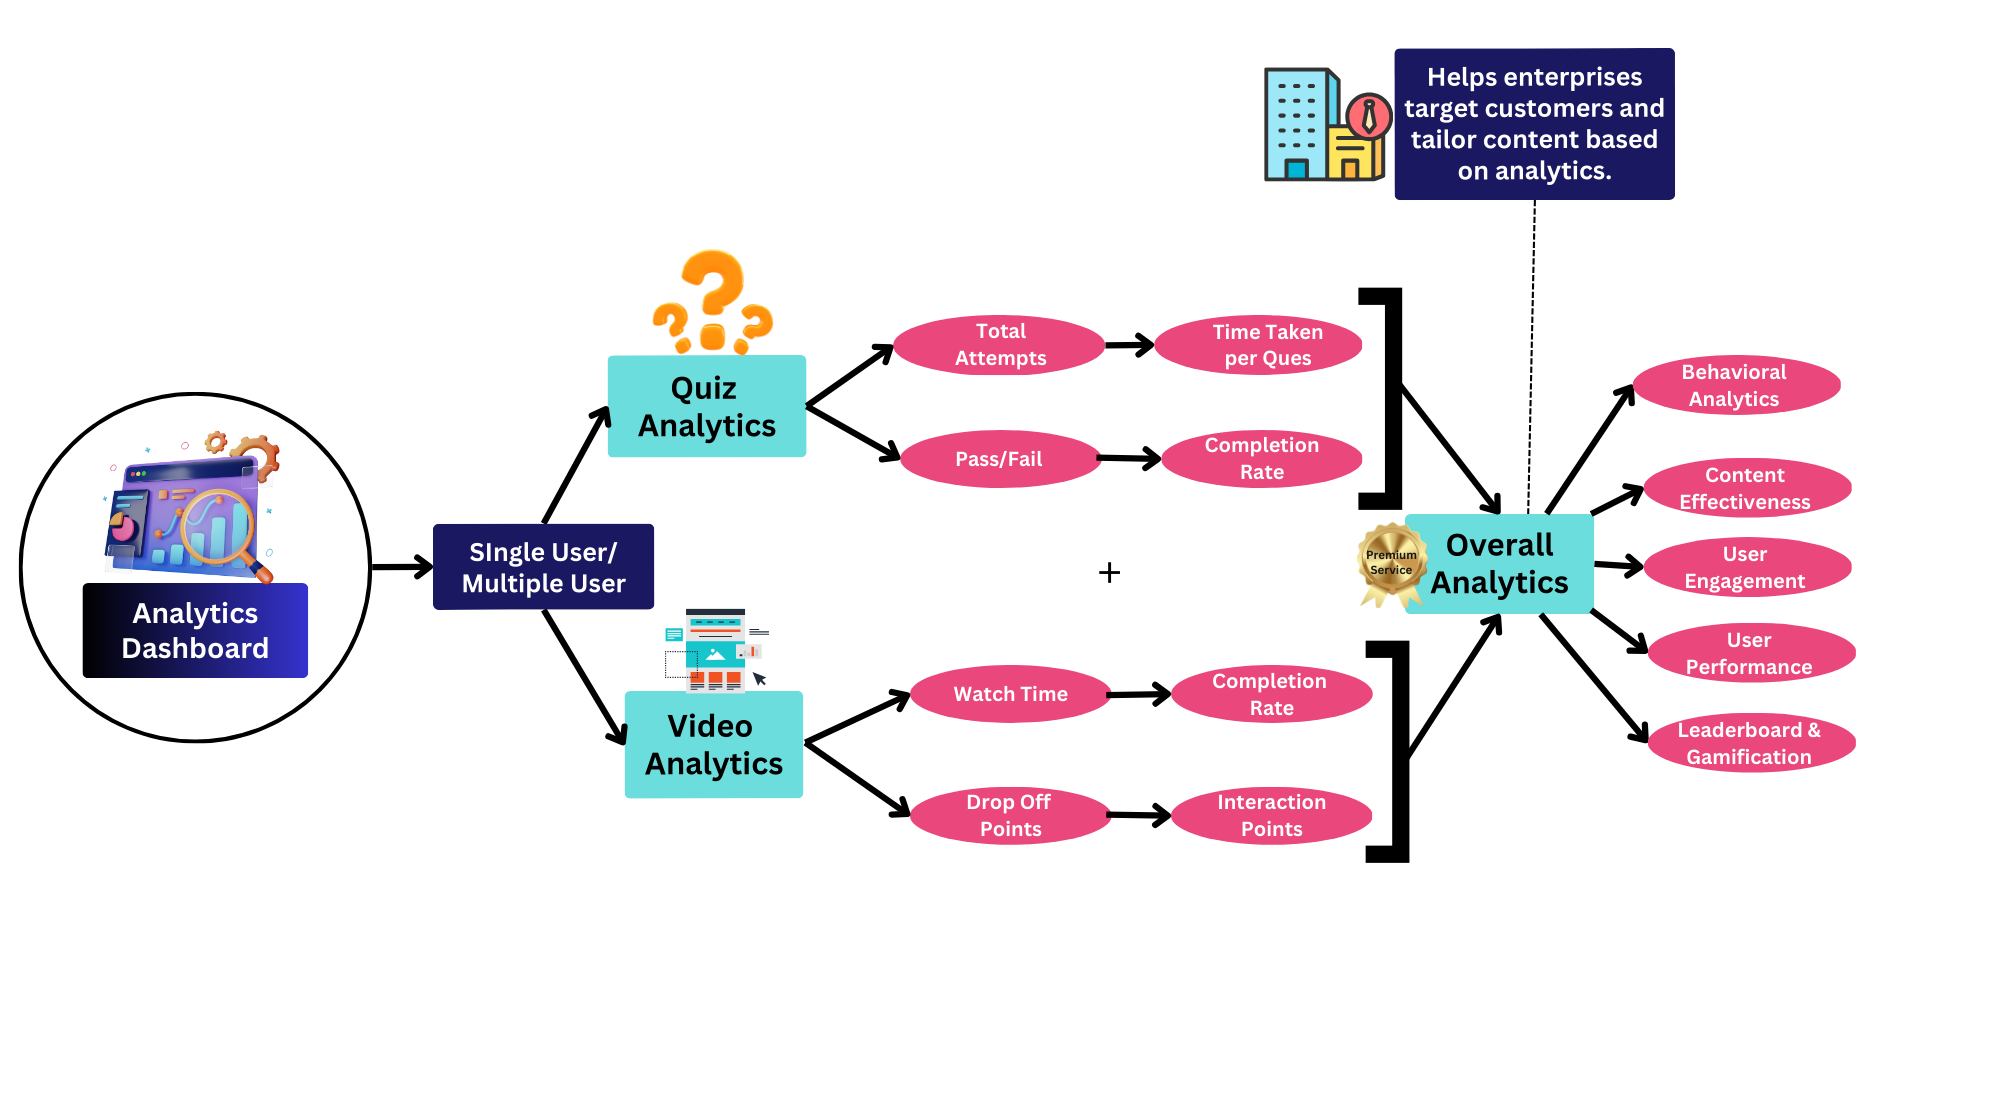 Helps enterprises
target customers and
tailor content based
on analytics.
Analytics
Dashboard
SIngle User/
Multiple User
Quiz
Analytics
Total
Attempts
Time Taken
per Ques
Pass/Fail
Completion
Rate
+
Video
Analytics
Watch Time
Completion
Rate
Drop Off
Points
Interaction
Points
Premium
Service
Overall
Analytics
Behavioral
Analytics
Content
Effectiveness
User
Engagement
User
Performance
Leaderboard &
Gamification